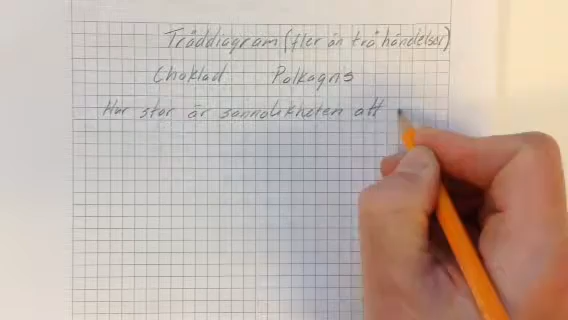 Träddiagram (fler än två händelser)
Choklad Polkagris
Hur stor är sannolikheten att